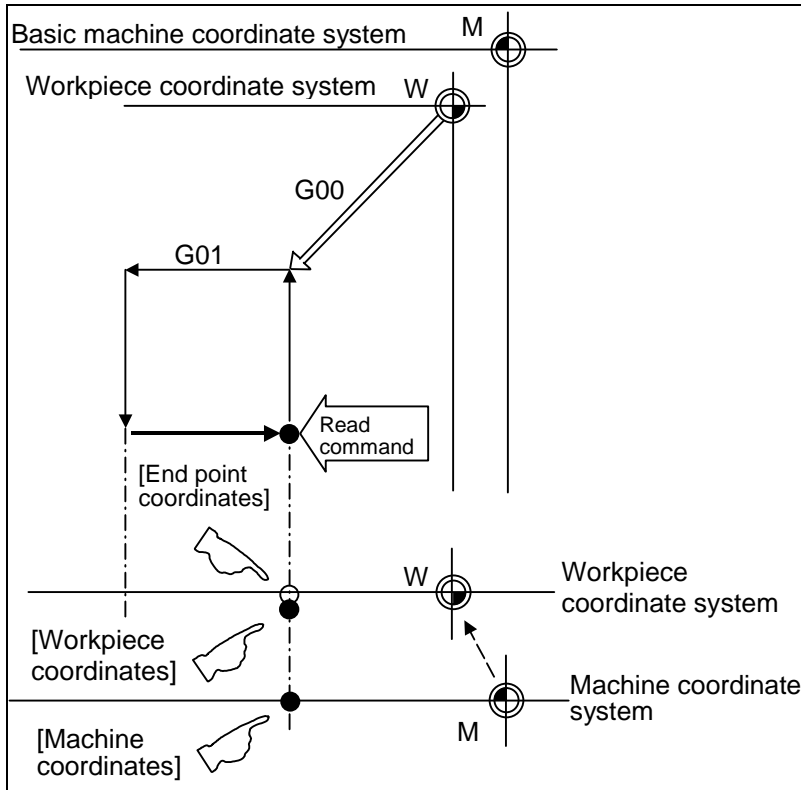 Basic machine coordinate system
M
Workpiece coordinate system
W
G00
G01
Read
command
[End point
coordinates]
W
Workpiece
coordinate system
[Workpiece
coordinates]
Machine coordinate
system
M
[Machine
coordinates]